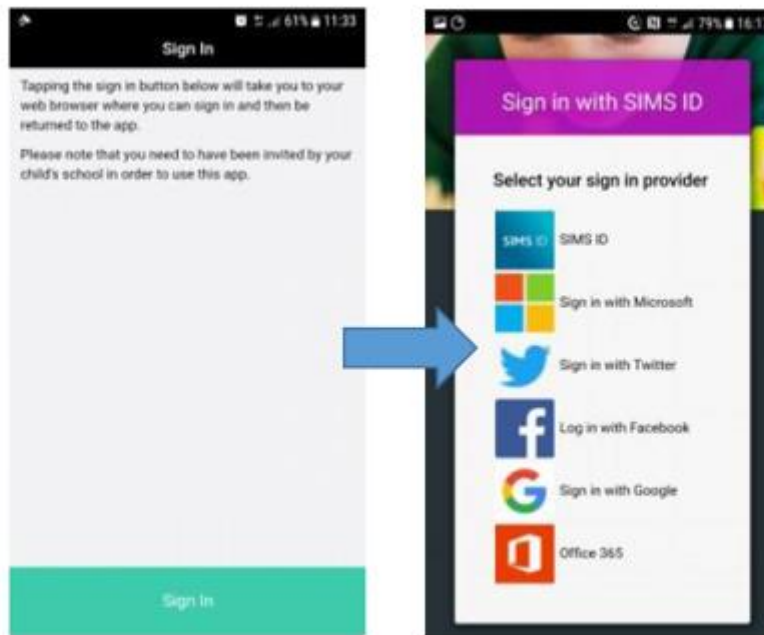 61% 11:33
Sign In
Tapping the sign in button below will take you to your
web browser where you can sign in and then be
returned to the app.
Please note that you need to have been invited by your
child's school in order to use this app.
Sign In
79% 16:1
Sign in with SIMS ID
Select your sign in provider
SIMS ID SIMS ID
Sign in with Microsoft
Sign in with Twitter
Log in with Facebook
Sign in with Google
Office 365